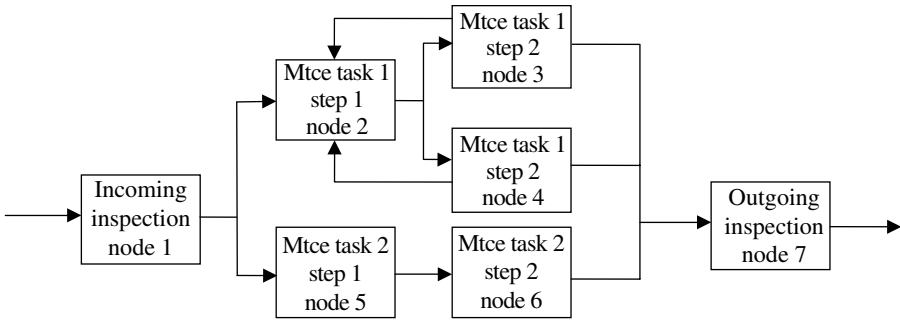 Incoming
inspection
node 1
Mtce task 1
step 1
node 2
Mtce task 1
step 2
node 3
Mtce task 1
step 2
node 4
Mtce task 2
step 1
node 5
Mtce task 2
step 2
node 6
Outgoing
inspection
node 7